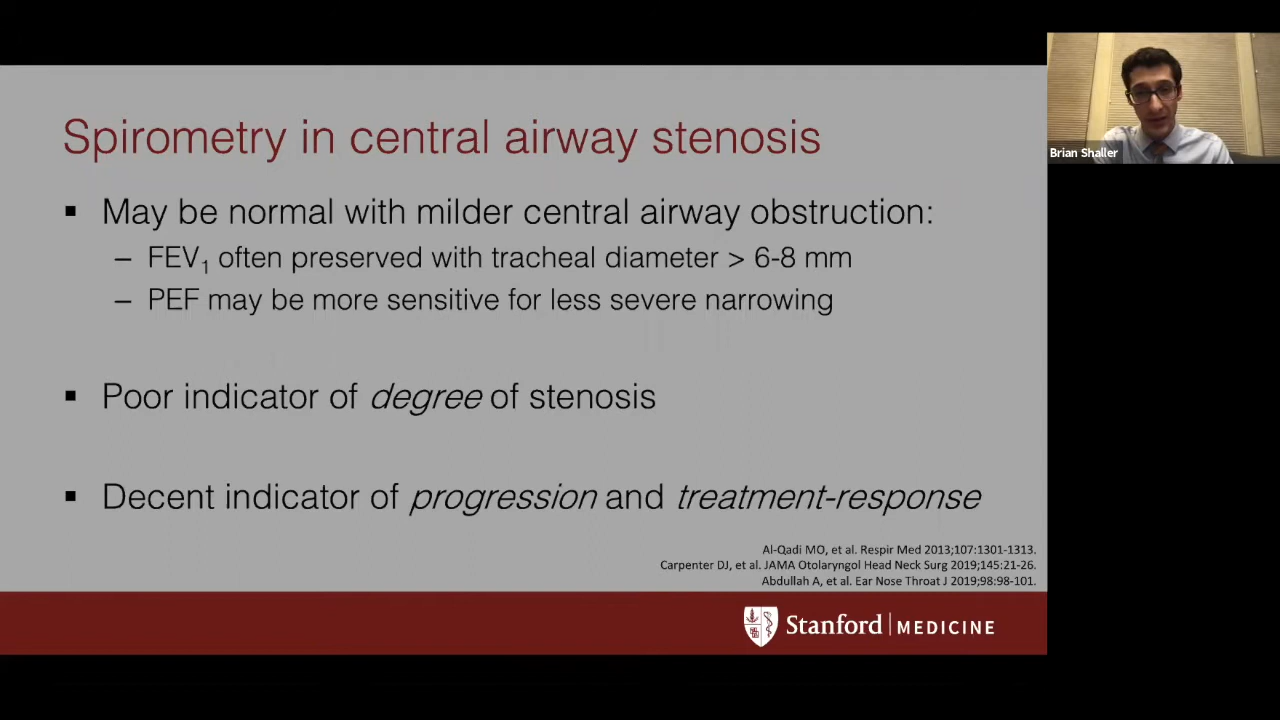 Spirometry in central airway stenosis
▪ May be normal with milder central airway obstruction:
– FEV₁ often preserved with tracheal diameter > 6-8 mm
– PEF may be more sensitive for less severe narrowing
▪ Poor indicator of degree of stenosis
▪ Decent indicator of progression and treatment-response
Al-Qadi MO, et al. Respir Med 2013;107:1301-1313.
Carpenter DJ, et al. JAMA Otolaryngol Head Neck Surg 2019;145:21-26.
Abdullah A, et al. Ear Nose Throat J 2019;98:98-101.
Stanford | MEDICINE
Brian Shaller